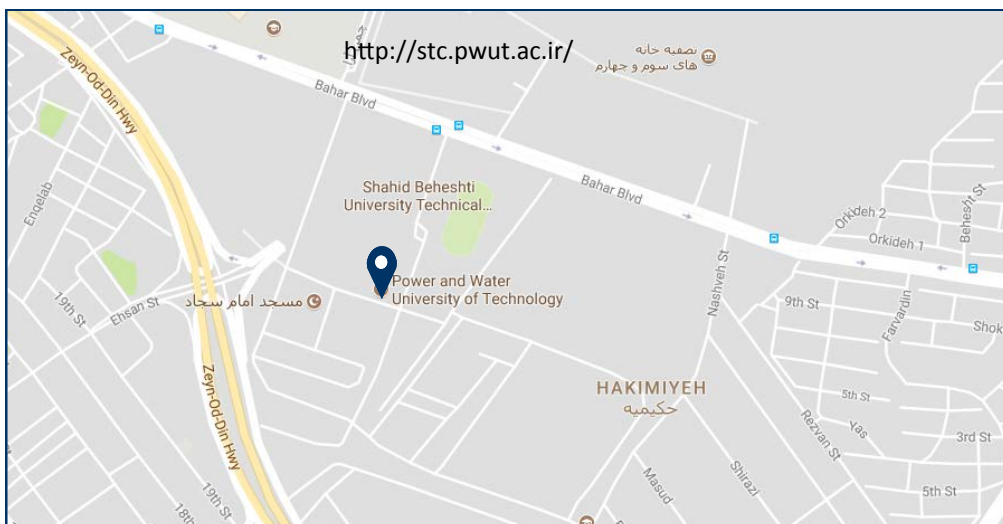 http://stc.pwut.ac.ir/
تصفیه خانه
های سوم و چهارم
Zeyn-Od-Din Hwy
Bahar Blvd
Enqelab
Shahid Beheshti
University Technical...
Bahar Blvd
Orkideh 2
Orkideh 1
Behesht St
Power and Water
University of Technology
مسجد امام سجاد
Ehsan St
19th St
Nashveh St
9th St
Farvardin
Shok
Zeyn-Od-Din Hwy
HAKIMIYEH
حکیمیه
5th St
Yas
Rezvan St
3rd St
Shirazi
Masud
5th St
19th St
18th